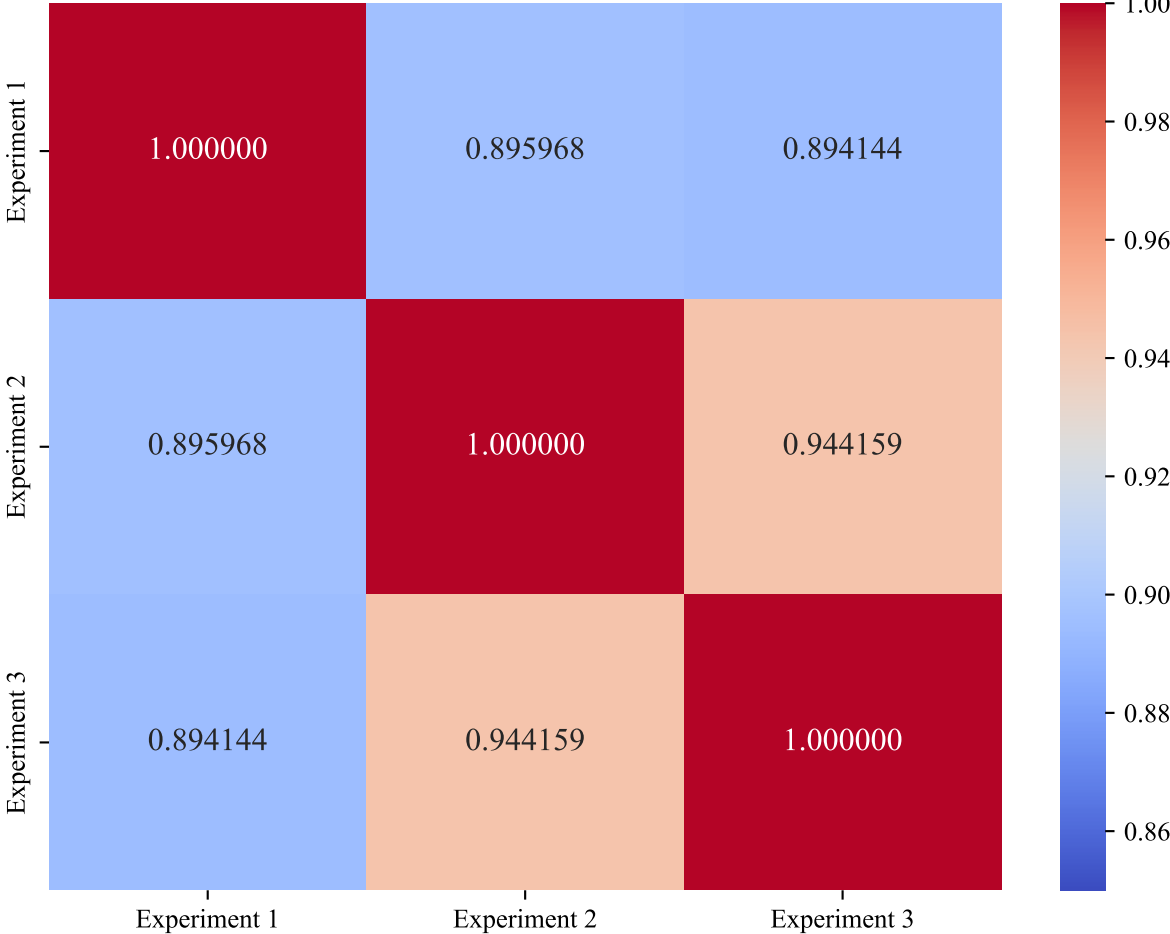 Experiment 1
1.000000 0.895968 0.894144
Experiment 2
0.895968 1.000000 0.944159
Experiment 3
0.894144 0.944159 1.000000
Experiment 1 Experiment 2 Experiment 3
1.00
0.98
0.96
0.94
0.92
0.90
0.88
0.86